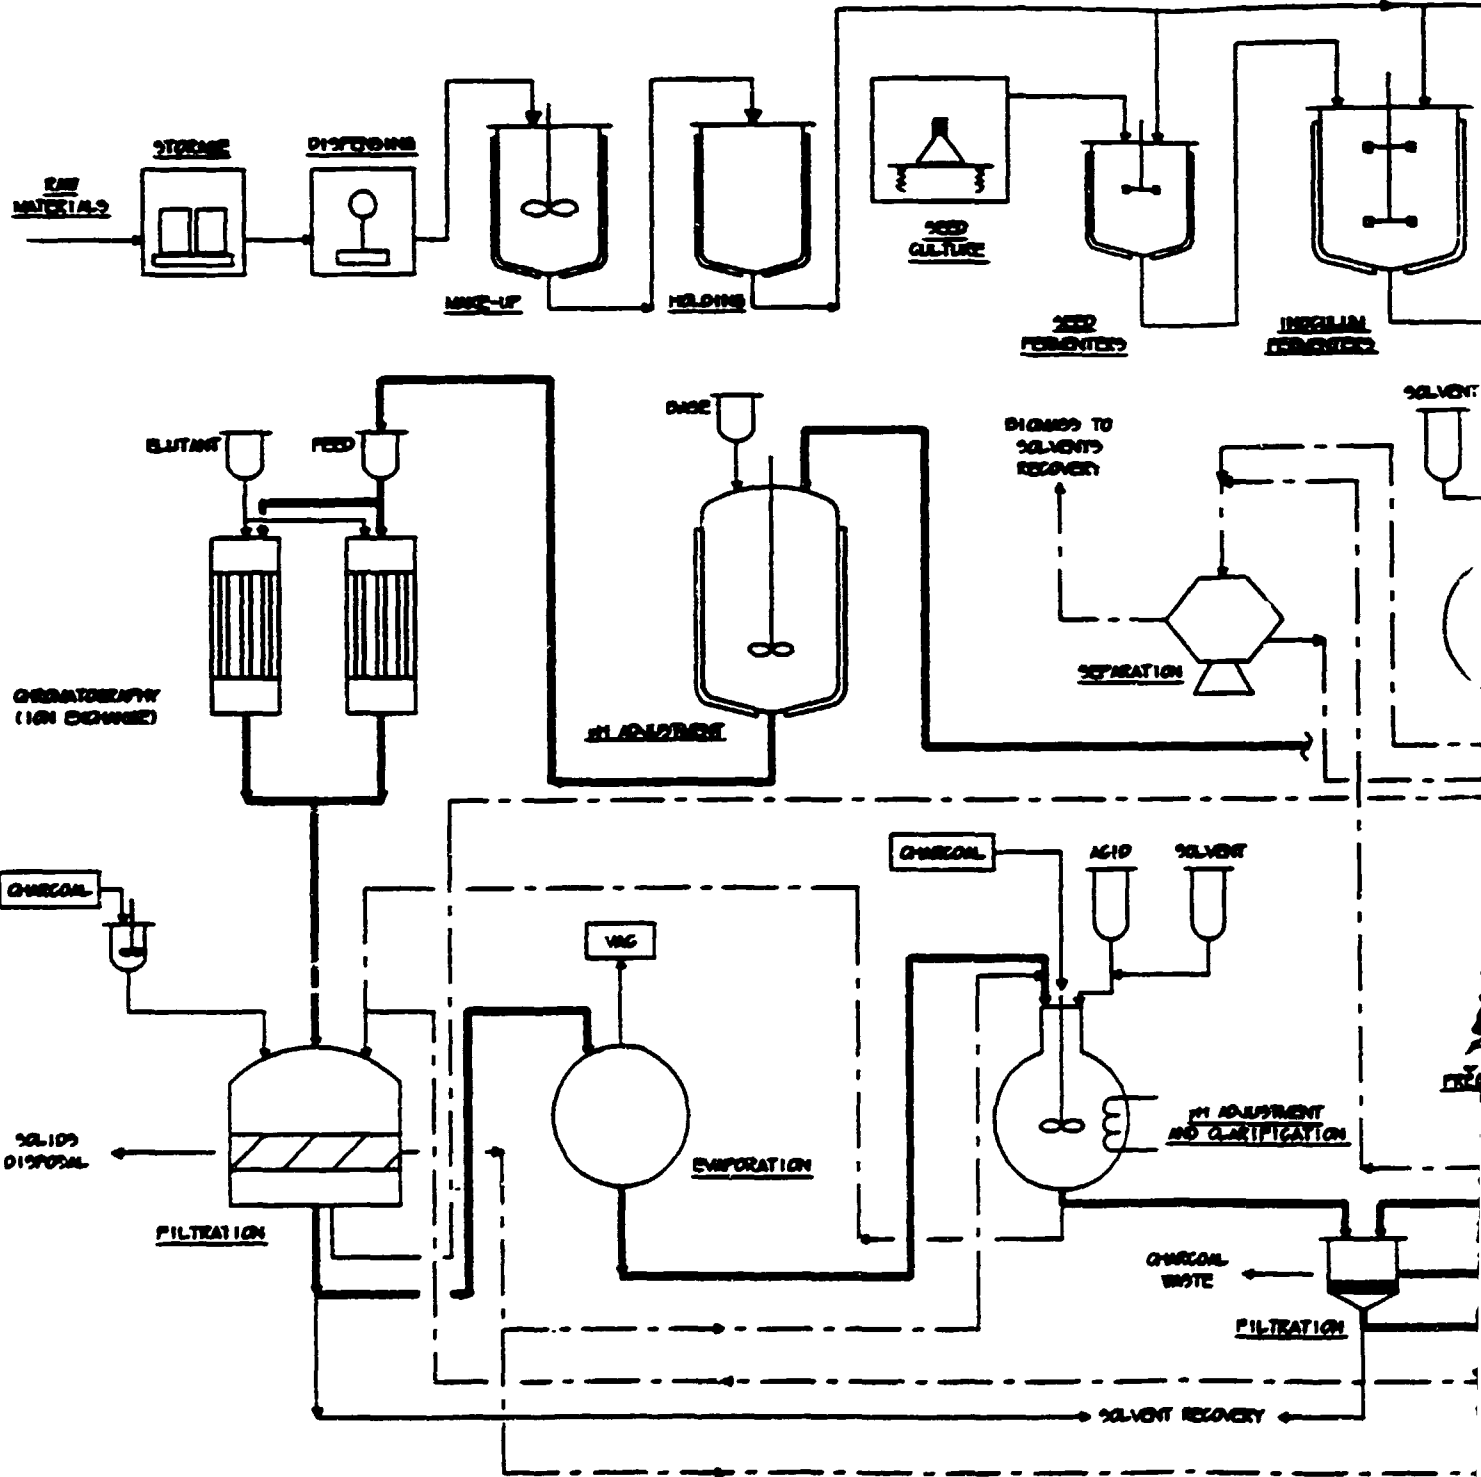 STORAGE
DISPENSING
RAW
MATERIALS
MAKE-UP
HOLDING
SEED
CULTURE
SEED
FERMENTERS
INOCULUM
FERMENTERS
SOLVENT
BASE
ELUTANT
FEED
BIOMASS TO
SOLVENTS
RECOVERY
SEPARATION
CHROMATOGRAPHY
(ION EXCHANGE)
pH ADJUSTMENT
CHARCOAL
ACID
SOLVENT
CHARCOAL
VAC
pH ADJUSTMENT
AND CLARIFICATION
SOLIDS
DISPOSAL
EVAPORATION
FILTRATION
CHARCOAL
WASTE
FILTRATION
SOLVENT RECOVERY